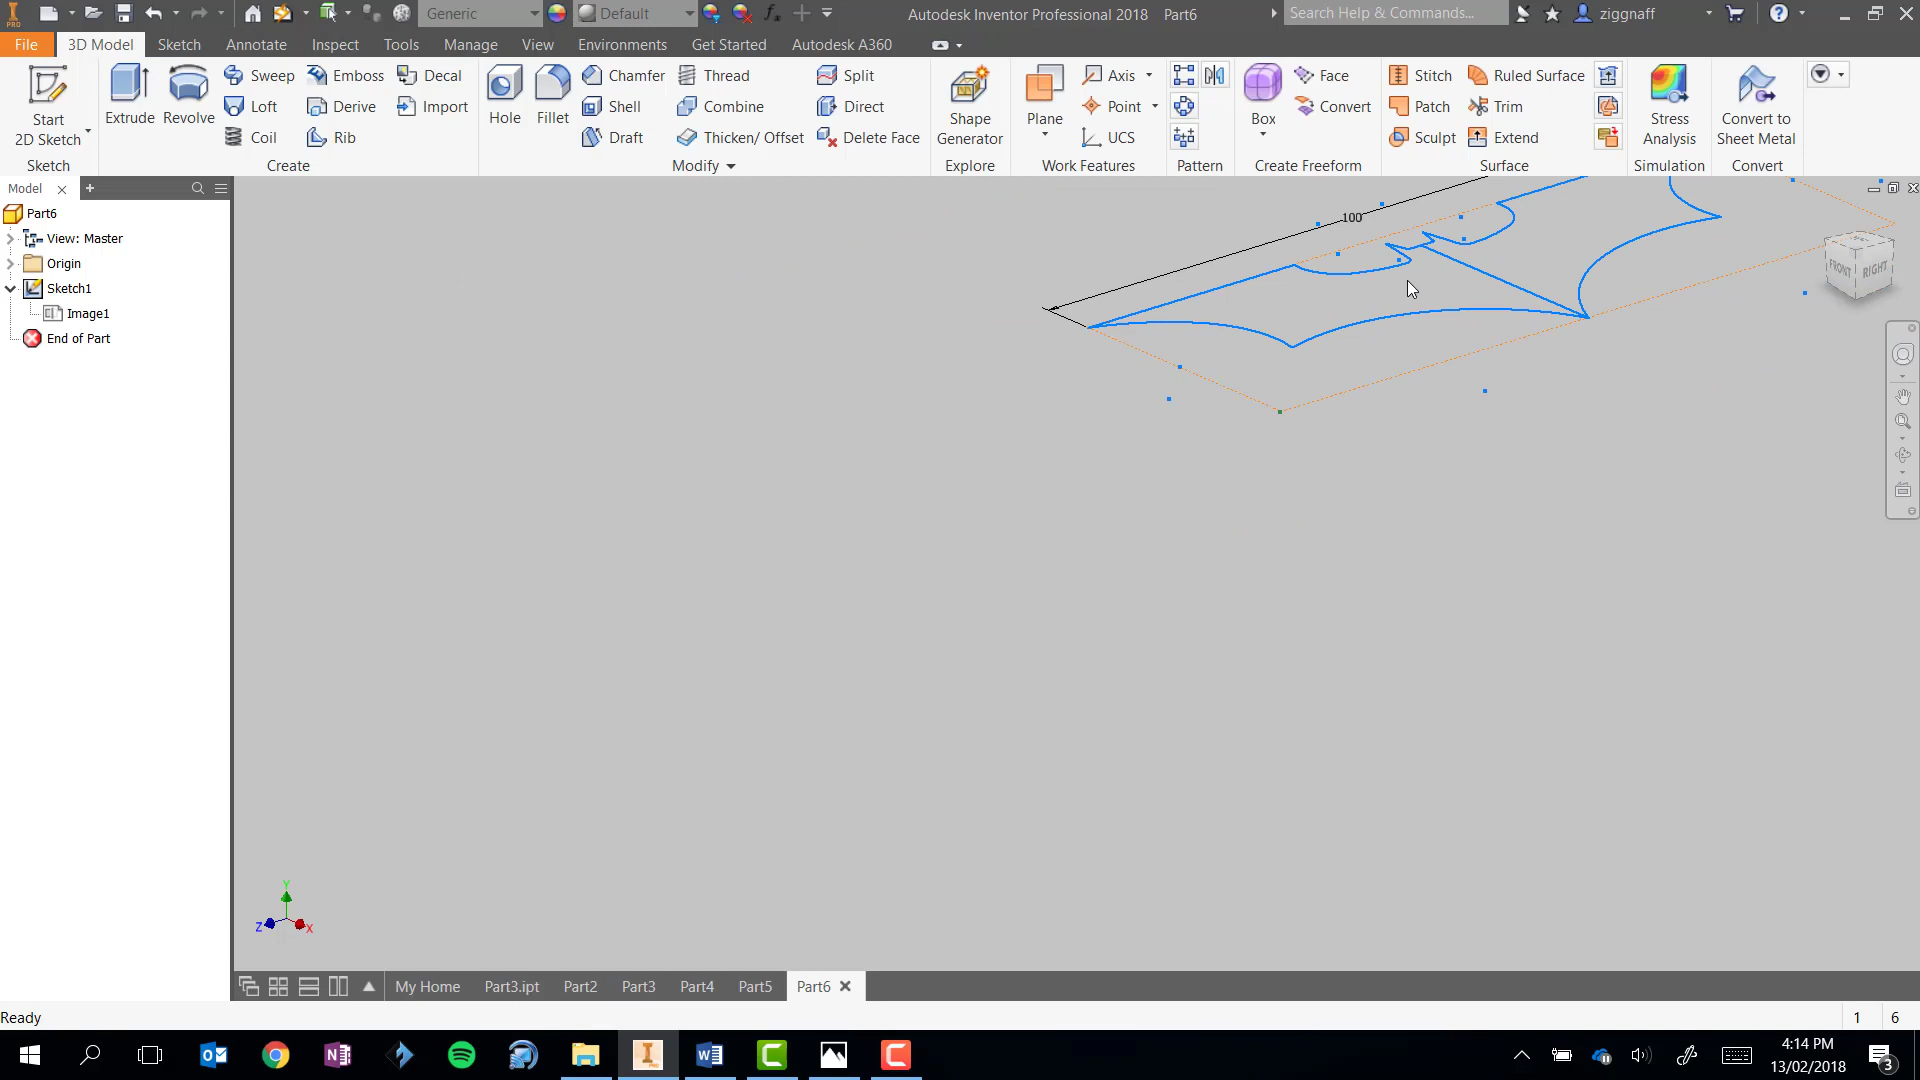 PRO Generic Default Autodesk Inventor Professional 2018 Part6 Search Help & Commands... ziggnaff
File 3D Model Sketch Annotate Inspect Tools Manage View Environments Get Started Autodesk A360
Start
2D Sketch
Sketch
Extrude
Revolve
Sweep
Loft
Coil
Emboss
Derive
Rib
Decal
Import
Create
Hole
Fillet
Chamfer
Shell
Draft
Thread
Combine
Thicken/ Offset
Split
Direct
Delete Face
Modify
Shape
Generator
Explore
Plane
Axis
Point
UCS
Work Features
Pattern
Box
Face
Convert
Create Freeform
Stitch
Patch
Sculpt
Ruled Surface
Trim
Extend
Surface
Stress
Analysis
Simulation
Convert to
Sheet Metal
Convert
Model
Part6
View: Master
Origin
Sketch1
Image1
End of Part
100
FRONT RIGHT
Y
Z
X
My Home Part3.ipt Part2 Part3 Part4 Part5 Part6
Ready 1 6
4:14 PM
13/02/2018
3